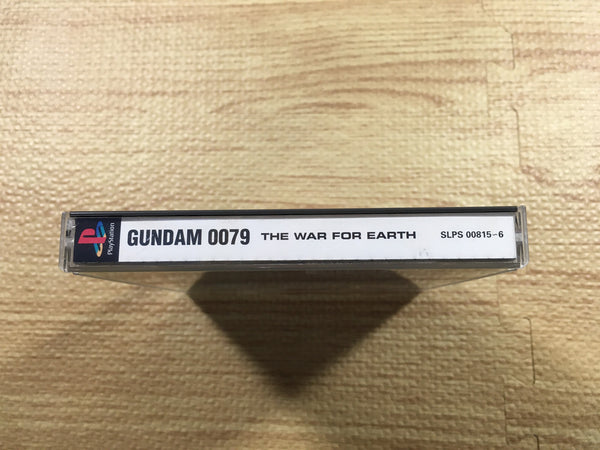 PlayStation
GUNDAM 0079 THE WAR FOR EARTH SLPS 00815-6